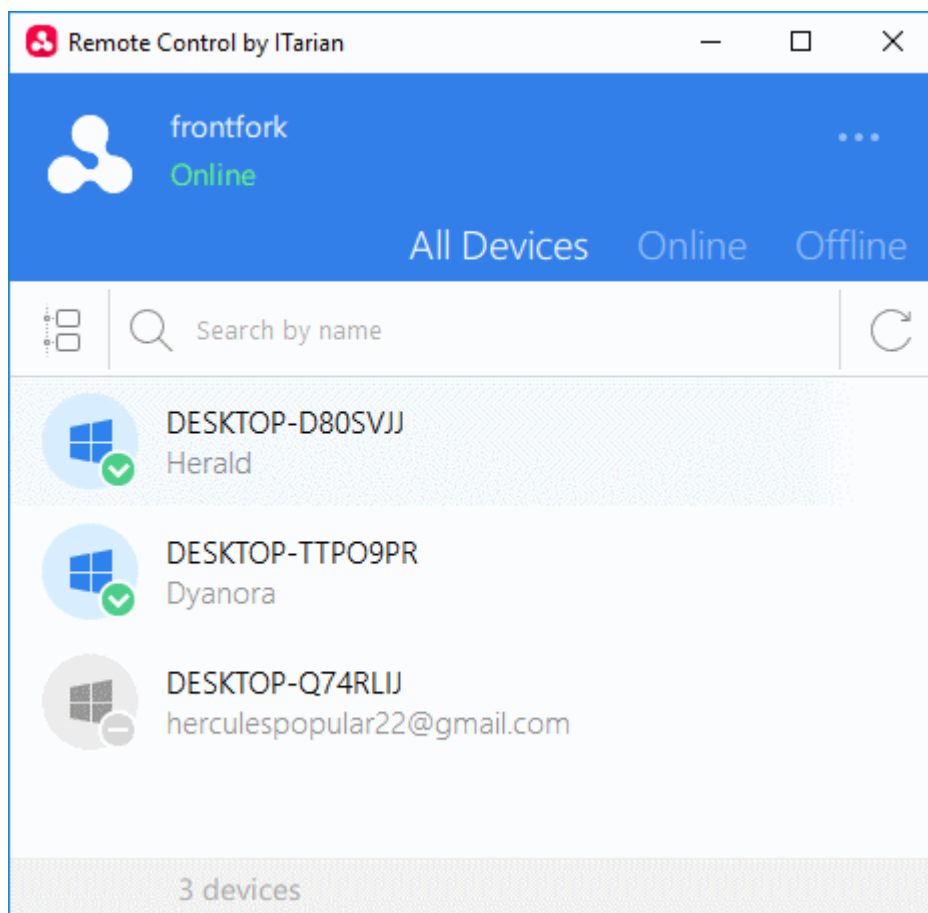 Remote Control by ITarian
frontfork
Online
All Devices Online Offline
Search by name
DESKTOP-D80SVJJ
Herald
DESKTOP-TTPO9PR
Dyanora
DESKTOP-Q74RLIJ
herculespopular22@gmail.com
3 devices